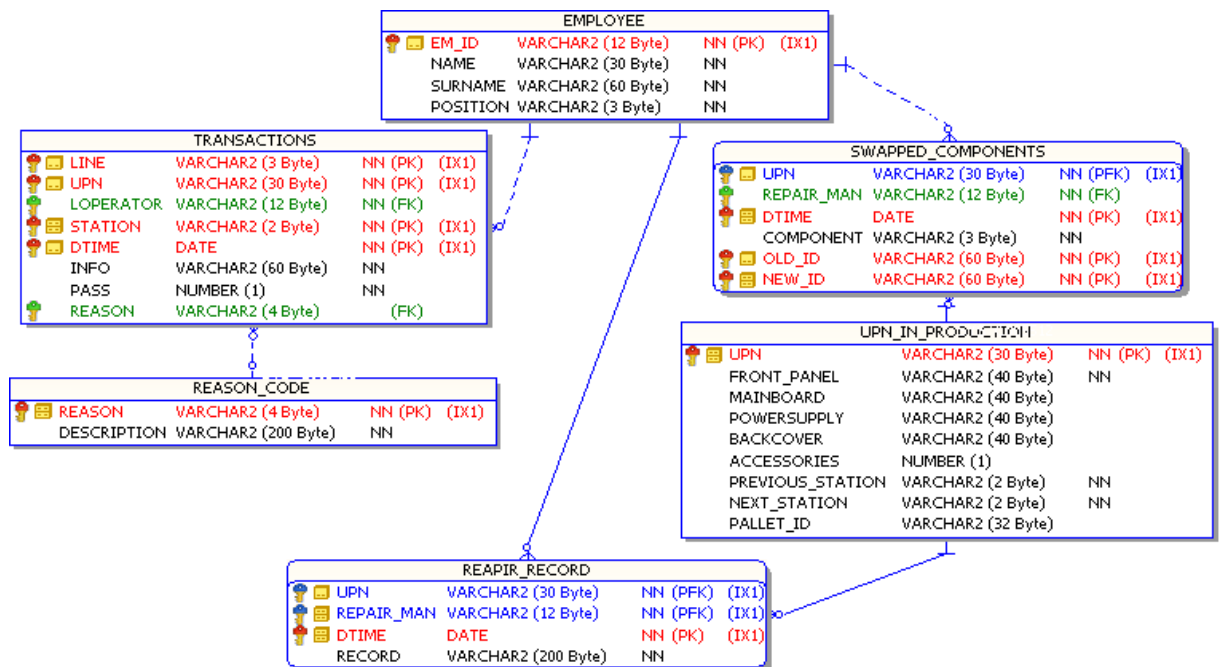 EMPLOYEE
EM_ID VARCHAR2 (12 Byte) NN (PK) (IX1)
NAME VARCHAR2 (30 Byte) NN
SURNAME VARCHAR2 (60 Byte) NN
POSITION VARCHAR2 (3 Byte) NN
TRANSACTIONS
LINE VARCHAR2 (3 Byte) NN (PK) (IX1)
UPN VARCHAR2 (30 Byte) NN (PK) (IX1)
LOPERATOR VARCHAR2 (12 Byte) NN (FK)
STATION VARCHAR2 (2 Byte) NN (PK) (IX1)
DTIME DATE NN (PK) (IX1)
INFO VARCHAR2 (60 Byte) NN
PASS NUMBER (1) NN
REASON VARCHAR2 (4 Byte) (FK)
SWAPPED_COMPONENTS
UPN VARCHAR2 (30 Byte) NN (PFK) (IX1)
REPAIR_MAN VARCHAR2 (12 Byte) NN (FK)
DTIME DATE NN (PK) (IX1)
COMPONENT VARCHAR2 (3 Byte) NN
OLD_ID VARCHAR2 (60 Byte) NN (PK) (IX1)
NEW_ID VARCHAR2 (60 Byte) NN (PK) (IX1)
REASON_CODE
REASON VARCHAR2 (4 Byte) NN (PK) (IX1)
DESCRIPTION VARCHAR2 (200 Byte) NN
UPN_IN_PRODUCTION
UPN VARCHAR2 (30 Byte) NN (PK) (IX1)
FRONT_PANEL VARCHAR2 (40 Byte) NN
MAINBOARD VARCHAR2 (40 Byte)
POWERSUPPLY VARCHAR2 (40 Byte)
BACKCOVER VARCHAR2 (40 Byte)
ACCESSORIES NUMBER (1)
PREVIOUS_STATION VARCHAR2 (2 Byte) NN
NEXT_STATION VARCHAR2 (2 Byte) NN
PALLET_ID VARCHAR2 (32 Byte)
REAPIR_RECORD
UPN VARCHAR2 (30 Byte) NN (PFK) (IX1)
REPAIR_MAN VARCHAR2 (12 Byte) NN (PFK) (IX1)
DTIME DATE NN (PK) (IX1)
RECORD VARCHAR2 (200 Byte) NN